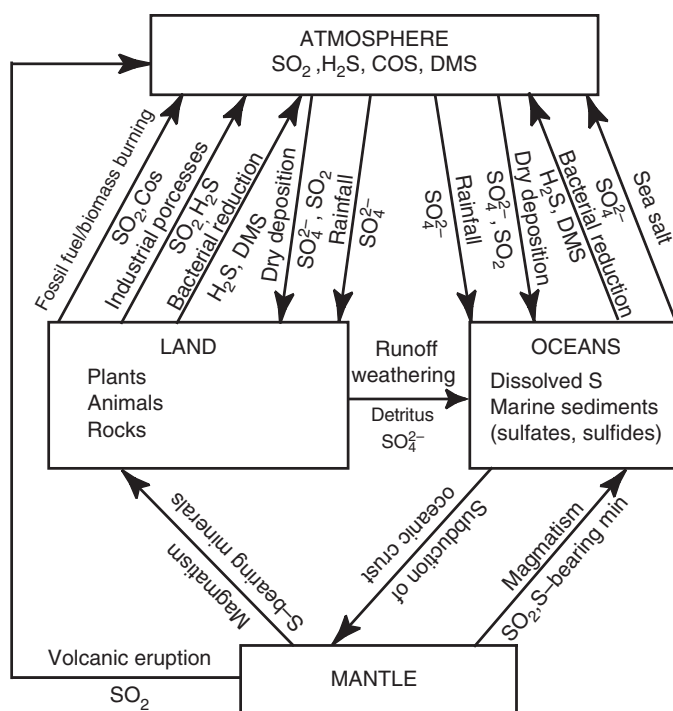 ATMOSPHERE
SO₂ ,H₂S, COS, DMS
Fossil fuel/biomass burning
SO₂,Cos
Industrial porcesses
SO₂,H₂S
Bacterial reduction
H₂S, DMS
Dry deposition
SO₄²⁻ , SO₂
Rainfall
SO₄²⁻
SO₄²⁻
Rainfall
SO₄²⁻, SO₂
Dry deposition
H₂S, DMS
Bacterial reduction
SO₄²⁻
Sea salt
LAND
Plants
Animals
Rocks
Runoff
weathering
Detritus
SO₄²⁻
OCEANS
Dissolved S
Marine sediments
(sulfates, sulfides)
S–bearing minerals
Magmatism
Subduction of
oceanic crust
Magmatism
SO₂,S–bearing min
Volcanic eruption
SO₂
MANTLE